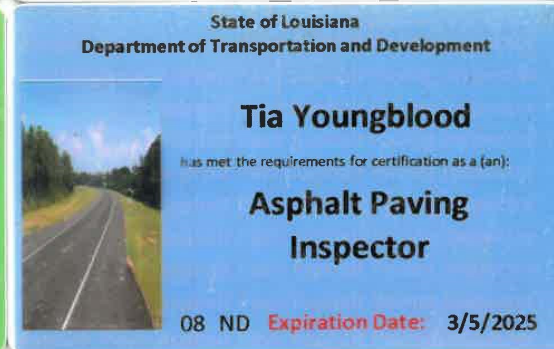 State of Louisiana
Department of Transportation and Development
Tia Youngblood
has met the requirements for certification as a (an):
Asphalt Paving
Inspector
08 ND Expiration Date: 3/5/2025